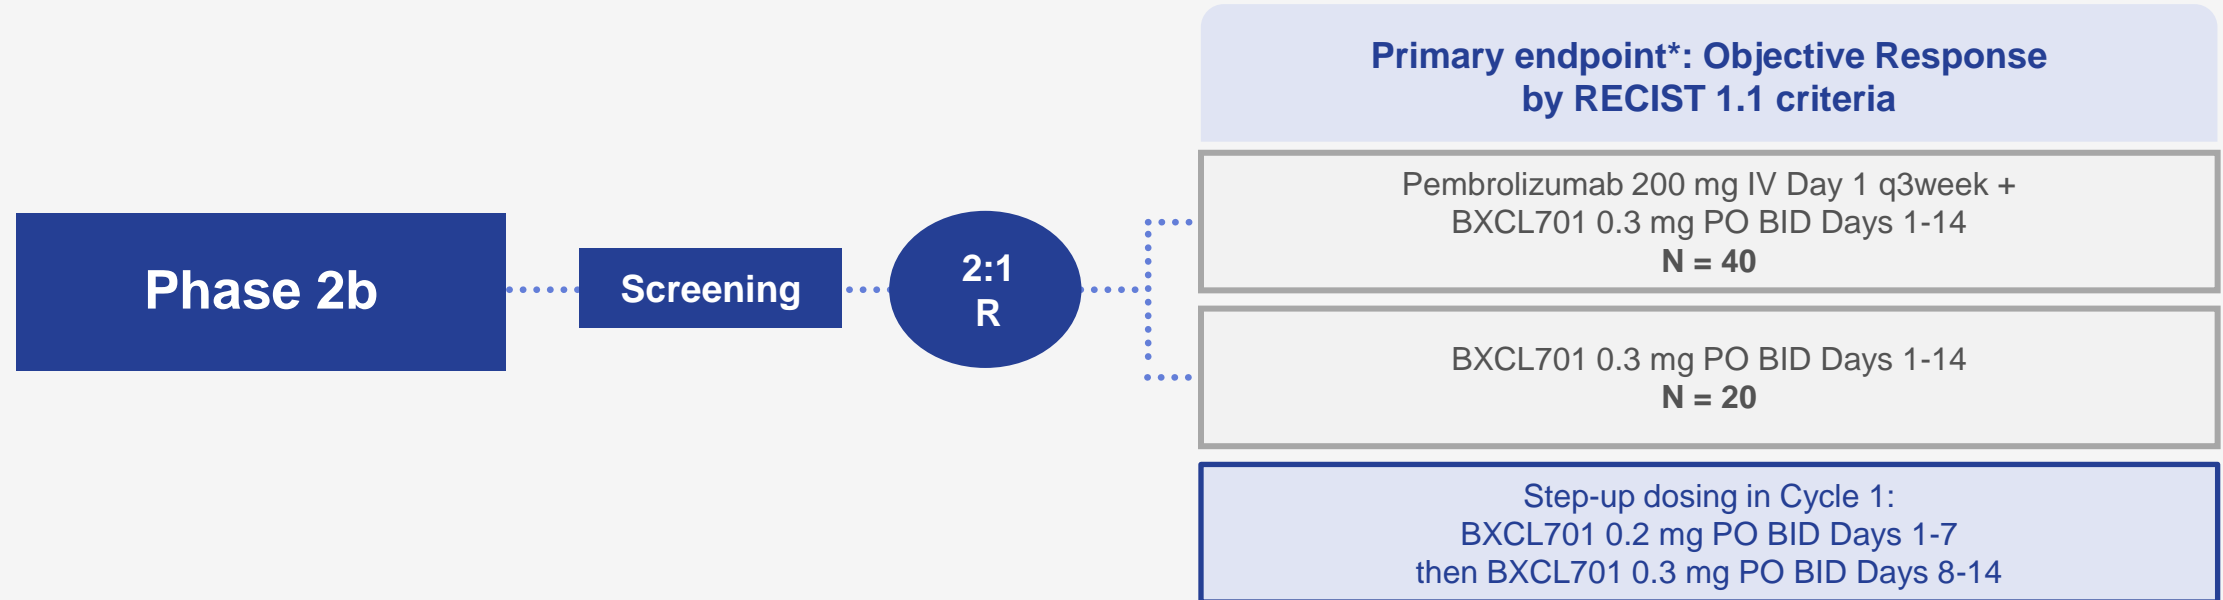 Phase 2b
Screening
2:1
R
Primary endpoint*: Objective Response
by RECIST 1.1 criteria
Pembrolizumab 200 mg IV Day 1 q3week +
BXCL701 0.3 mg PO BID Days 1-14
N = 40
BXCL701 0.3 mg PO BID Days 1-14
N = 20
Step-up dosing in Cycle 1:
BXCL701 0.2 mg PO BID Days 1-7
then BXCL701 0.3 mg PO BID Days 8-14